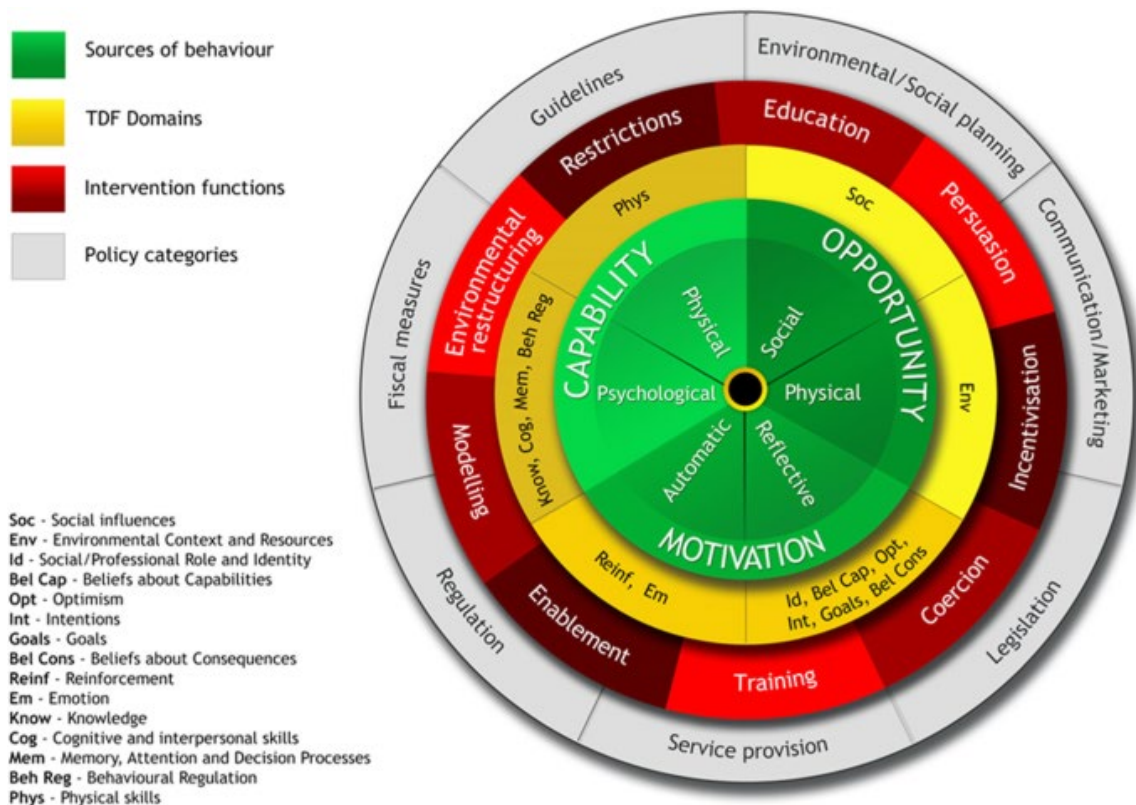 Sources of behaviour
TDF Domains
Intervention functions
Policy categories
Soc - Social influences
Env - Environmental Context and Resources
Id - Social/Professional Role and Identity
Bel Cap - Beliefs about Capabilities
Opt - Optimism
Int - Intentions
Goals - Goals
Bel Cons - Beliefs about Consequences
Reinf - Reinforcement
Em - Emotion
Know - Knowledge
Cog - Cognitive and interpersonal skills
Mem - Memory, Attention and Decision Processes
Beh Reg - Behavioural Regulation
Phys - Physical skills
Guidelines
Environmental/Social planning
Communication/Marketing
Legislation
Service provision
Regulation
Fiscal measures
Restrictions
Education
Persuasion
Incentivisation
Coercion
Training
Enablement
Modelling
Environmental
restructuring
Phys
Soc
Env
Id, Bel Cap, Opt,
Int, Goals, Bel Cons
Reinf, Em
Know, Cog, Mem, Beh Reg
CAPABILITY
OPPORTUNITY
MOTIVATION
Physical
Social
Physical
Reflective
Automatic
Psychological